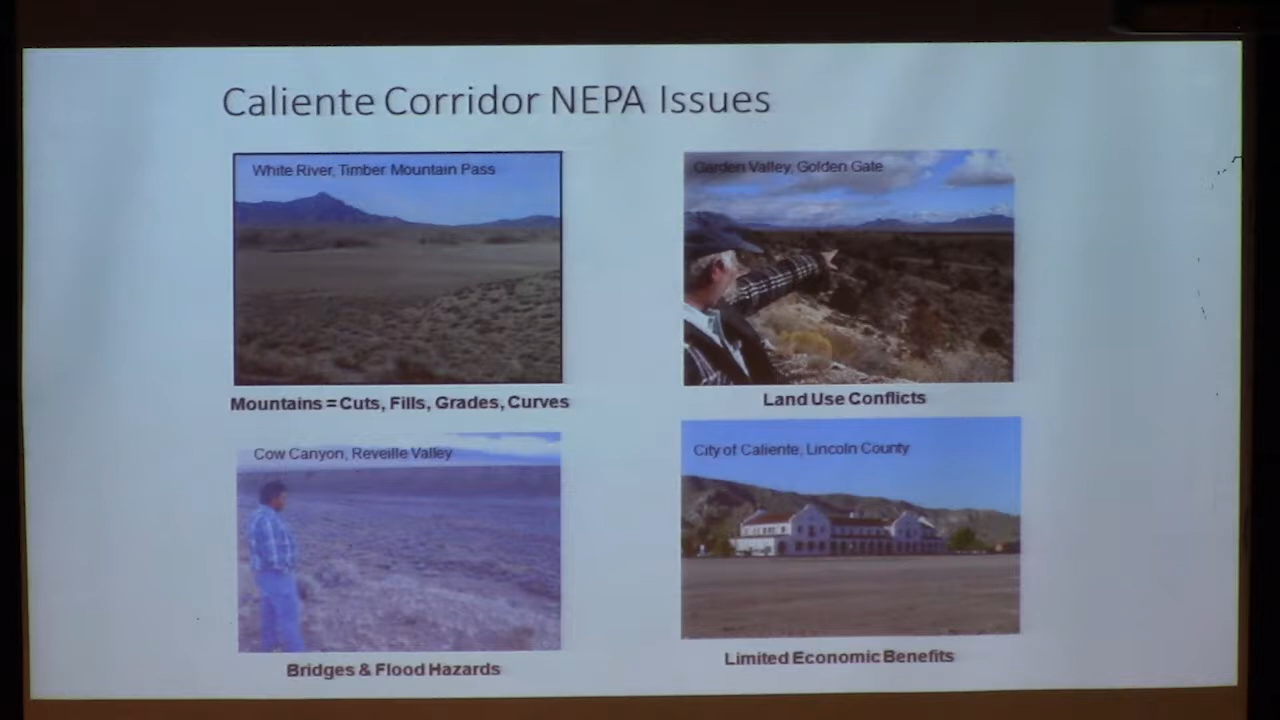 Caliente Corridor NEPA Issues
White River, Timber Mountain Pass
Garden Valley, Golden Gate
Mountains = Cuts, Fills, Grades, Curves
Land Use Conflicts
Cow Canyon, Reveille Valley
City of Caliente, Lincoln County
Bridges & Flood Hazards
Limited Economic Benefits